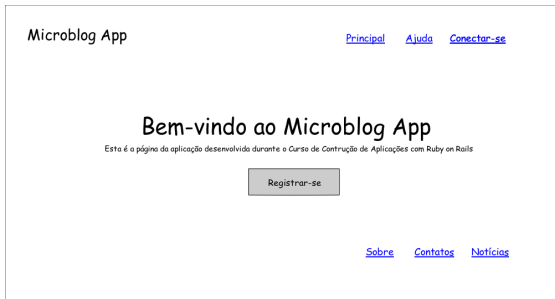 Microblog App
Principal Ajuda Conectar-se
Bem-vindo ao Microblog App
Esta é a página da aplicação desenvolvida durante o Curso de Contrução de Aplicações com Ruby on Rails
Registrar-se
Sobre Contatos Notícias